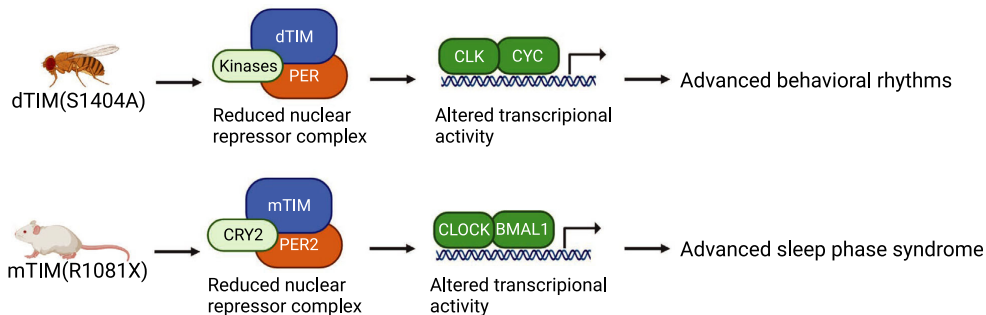 dTIM(S1404A)
dTIM
Kinases
PER
Reduced nuclear
repressor complex
CLK
CYC
Altered transcripional
activity
Advanced behavioral rhythms
mTIM(R1081X)
mTIM
CRY2
PER2
Reduced nuclear
repressor complex
CLOCK
BMAL1
Altered transcriptional
activity
Advanced sleep phase syndrome